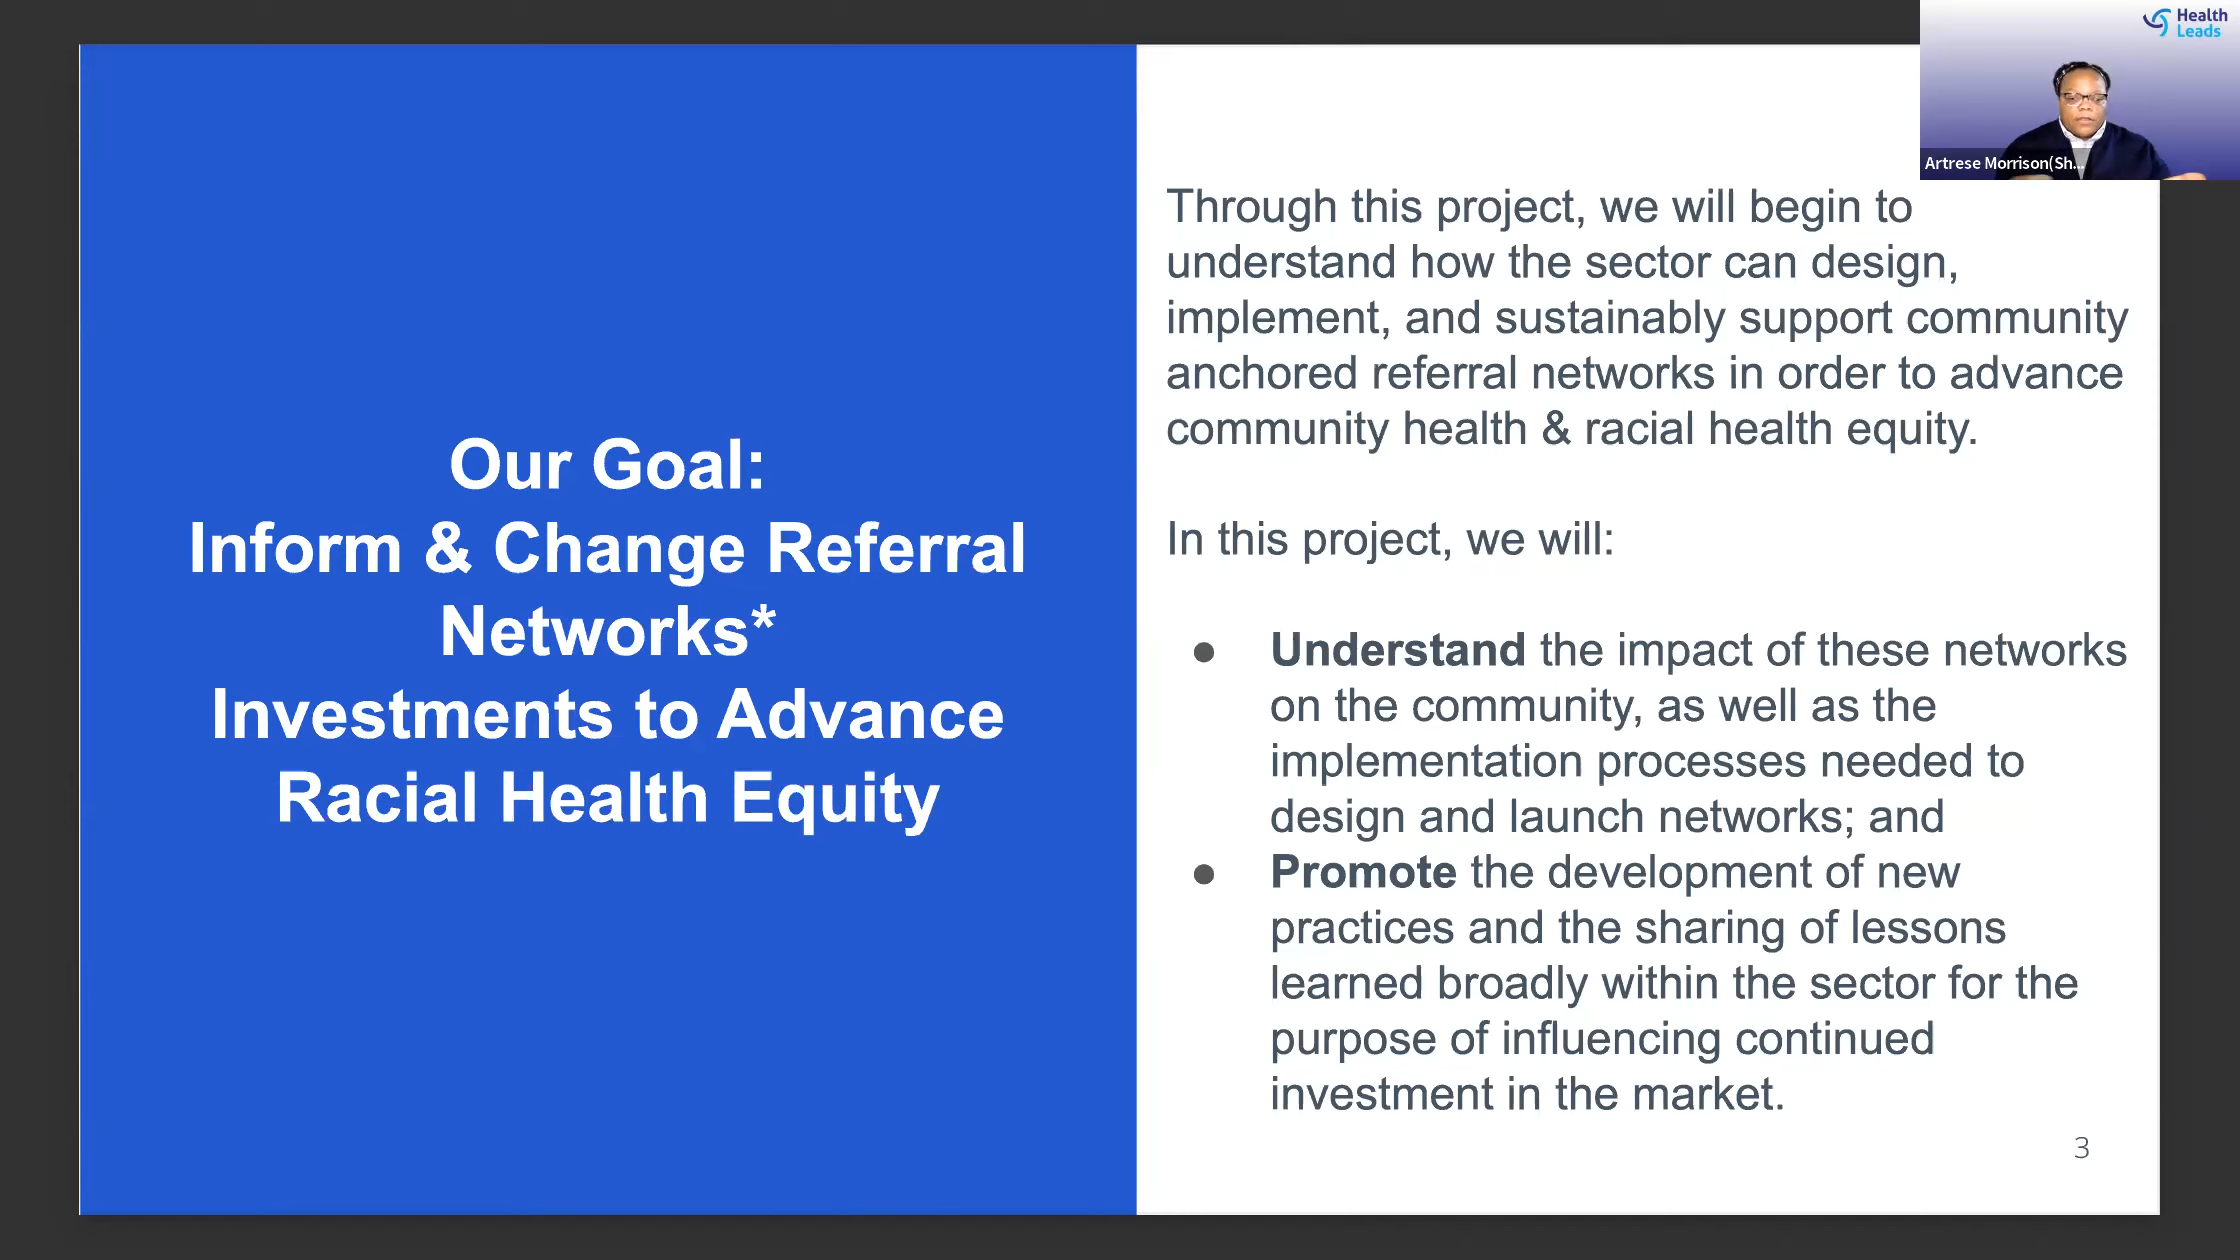 Health
Leads
Artrese Morrison(Sh...
Our Goal:
Inform & Change Referral
Networks*
Investments to Advance
Racial Health Equity
Through this project, we will begin to
understand how the sector can design,
implement, and sustainably support community
anchored referral networks in order to advance
community health & racial health equity.
In this project, we will:
● Understand the impact of these networks
on the community, as well as the
implementation processes needed to
design and launch networks; and
● Promote the development of new
practices and the sharing of lessons
learned broadly within the sector for the
purpose of influencing continued
investment in the market.
3